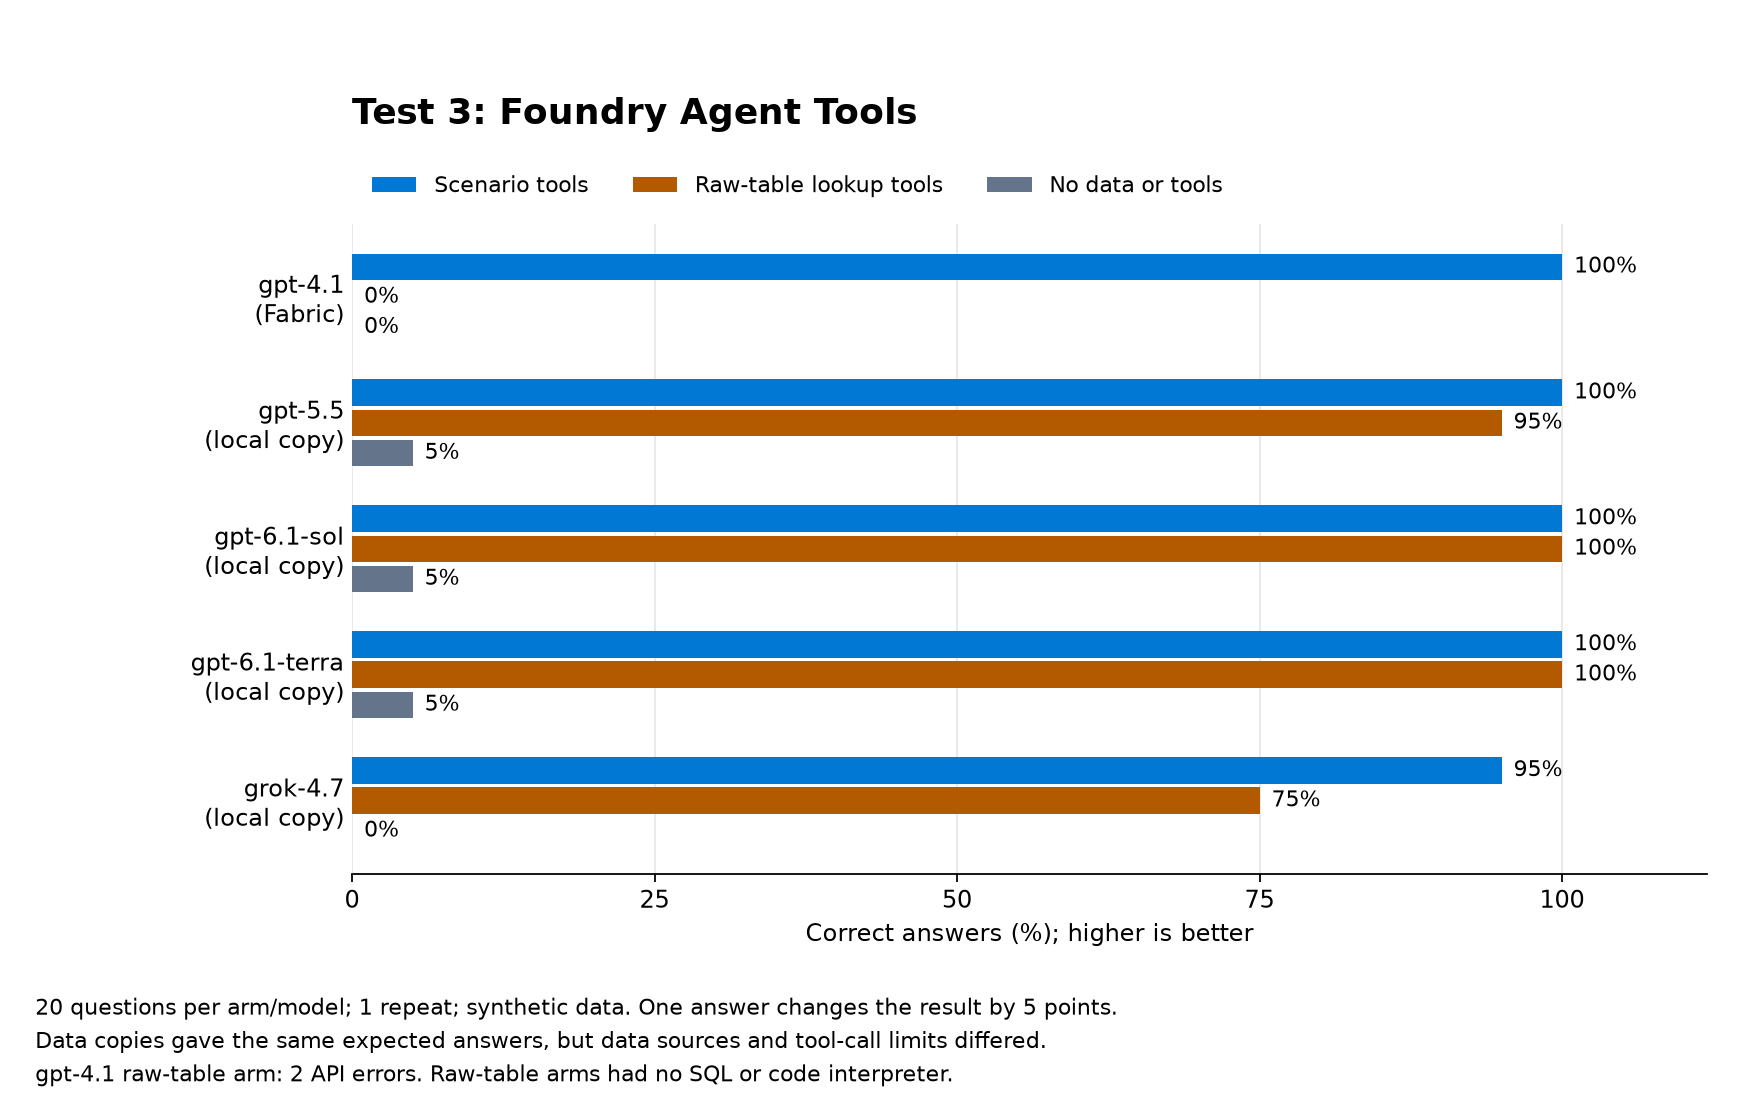 Test 3: Foundry Agent Tools
Scenario tools
Raw-table lookup tools
No data or tools
gpt-4.1
(Fabric)
100%
0%
0%
gpt-5.5
(local copy)
100%
95%
5%
gpt-6.1-sol
(local copy)
100%
100%
5%
gpt-6.1-terra
(local copy)
100%
100%
5%
grok-4.7
(local copy)
95%
75%
0%
0
25
50
75
100
Correct answers (%); higher is better
20 questions per arm/model; 1 repeat; synthetic data. One answer changes the result by 5 points.
Data copies gave the same expected answers, but data sources and tool-call limits differed.
gpt-4.1 raw-table arm: 2 API errors. Raw-table arms had no SQL or code interpreter.